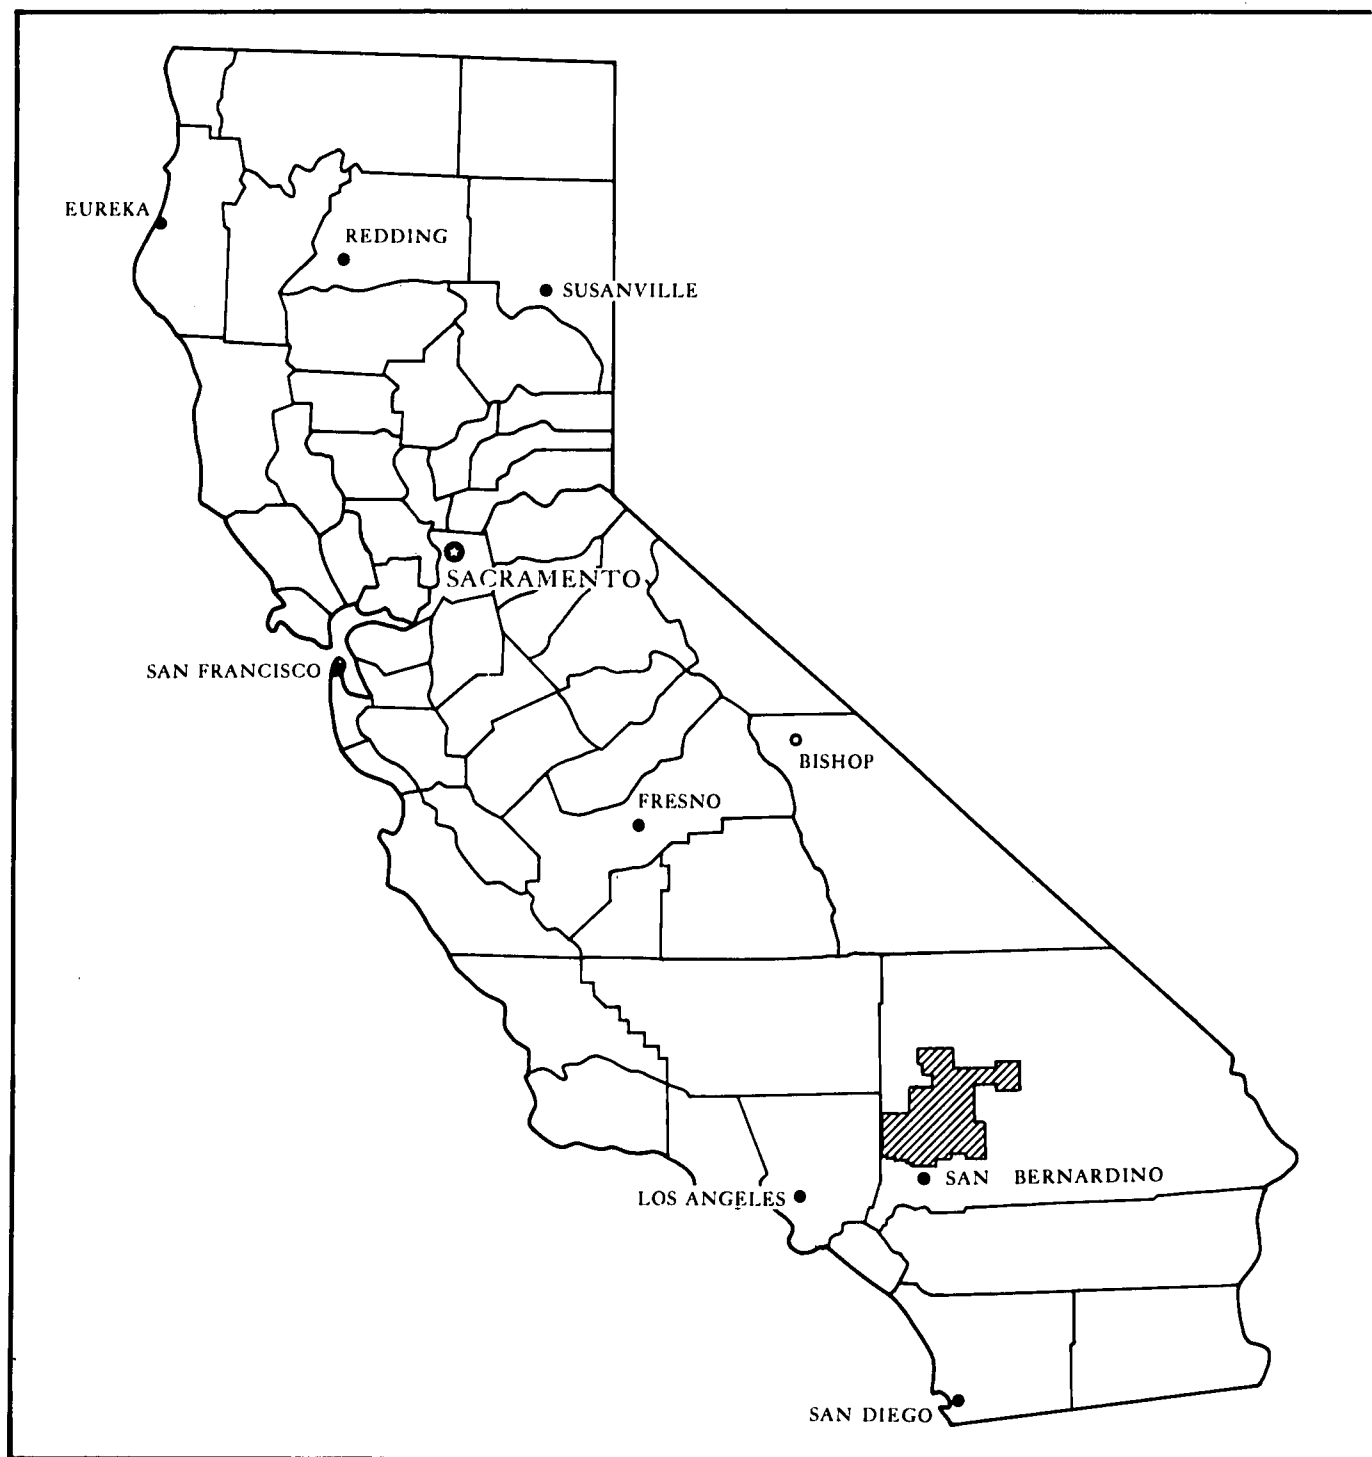 EUREKA
REDDING
SUSANVILLE
SACRAMENTO
SAN FRANCISCO
BISHOP
FRESNO
SAN BERNARDINO
LOS ANGELES
SAN DIEGO